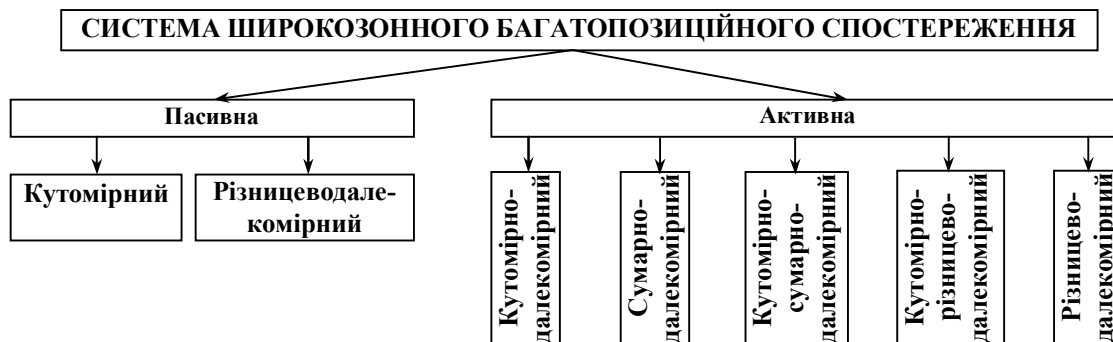 СИСТЕМА ШИРОКОЗОННОГО БАГАТОПОЗИЦІЙНОГО СПОСТЕРЕЖЕННЯ
Пасивна
Активна
Кутомірний
Різницеводале-
комірний
Кутомірно-
далекомірний
Сумарно-
далекомірний
Кутомірно-
сумарно-
далекомірний
Кутомірно-
різницево-
далекомірний
Різницево-
далекомірний